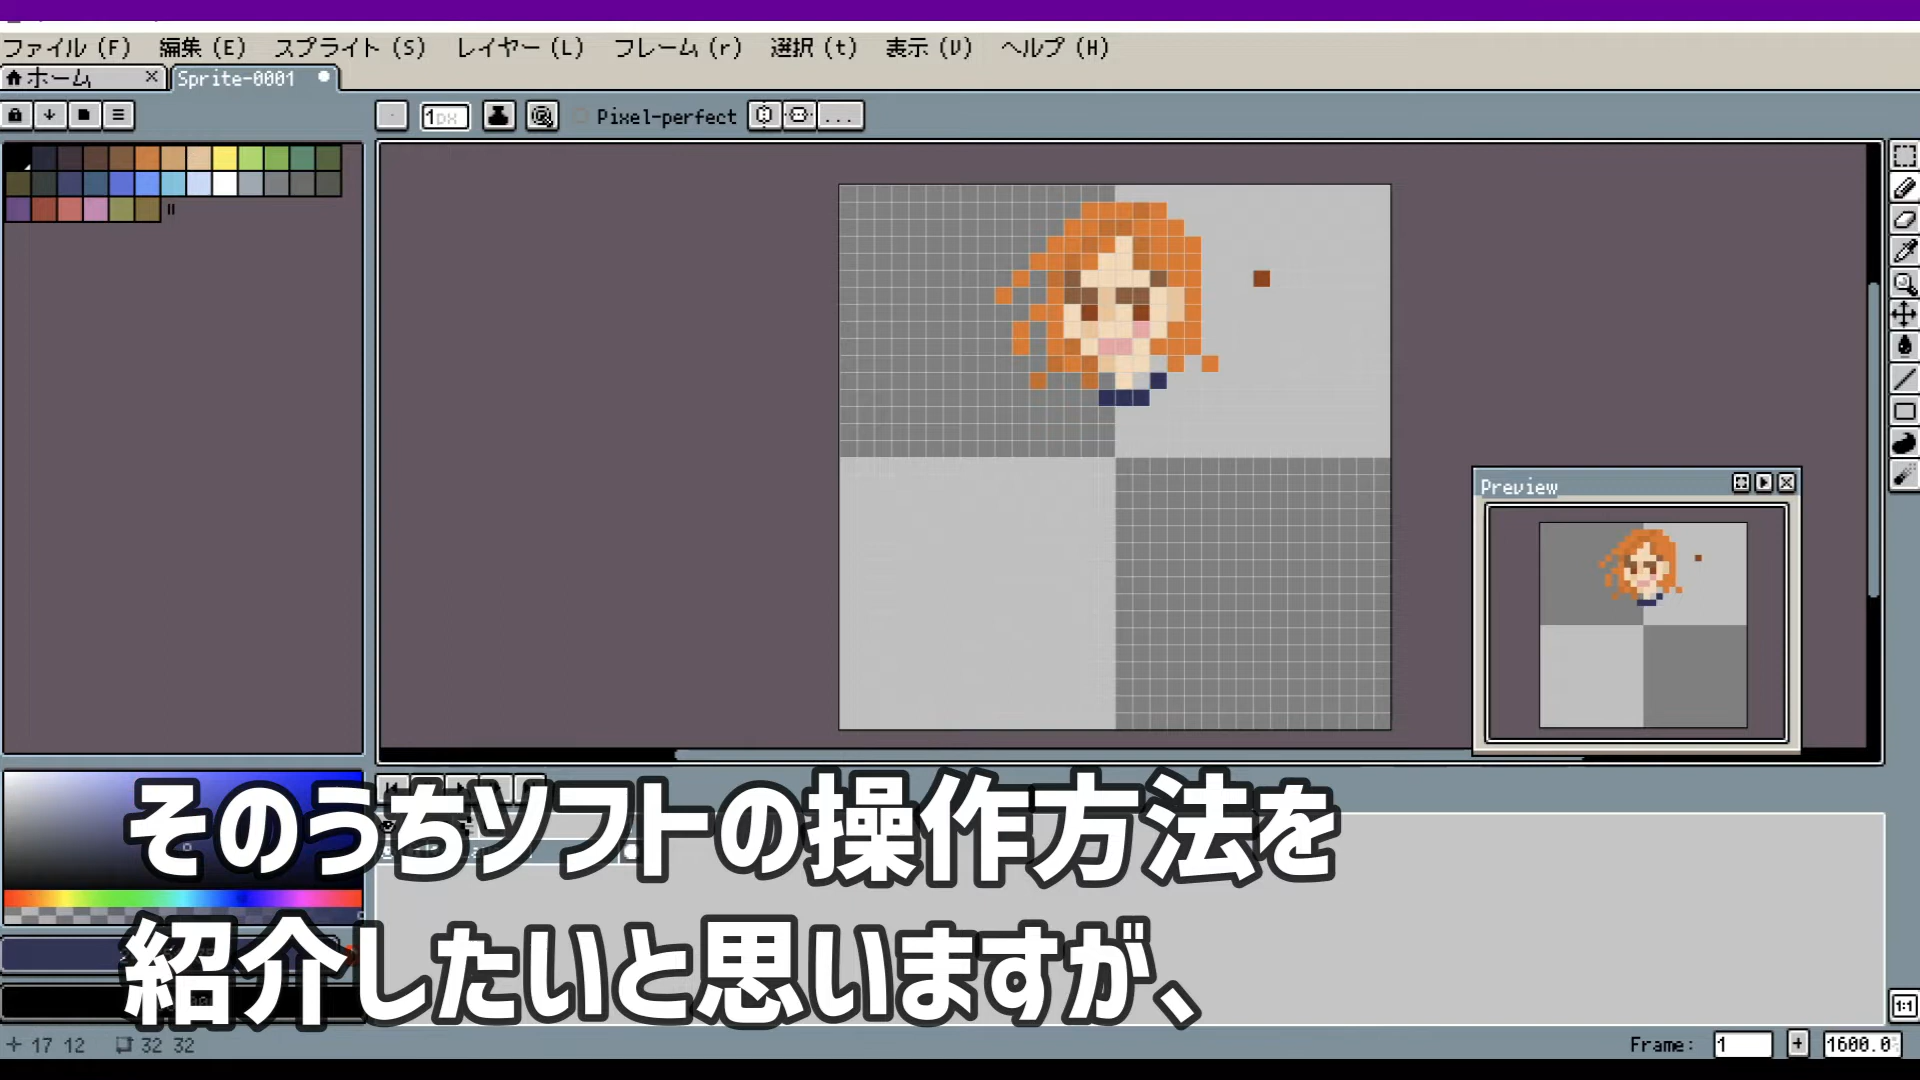 ファイル (F) 編集 (E) スプライト (S) レイヤー (L) フレーム (r) 選択 (t) 表示 (V) ヘルプ (H)
ホーム Sprite-0001
1px Pixel-perfect ...
Preview
そのうちソフトの操作方法を
紹介したいと思いますが、
1:1
17 12 32 32 Frame: 1 + 1600.0